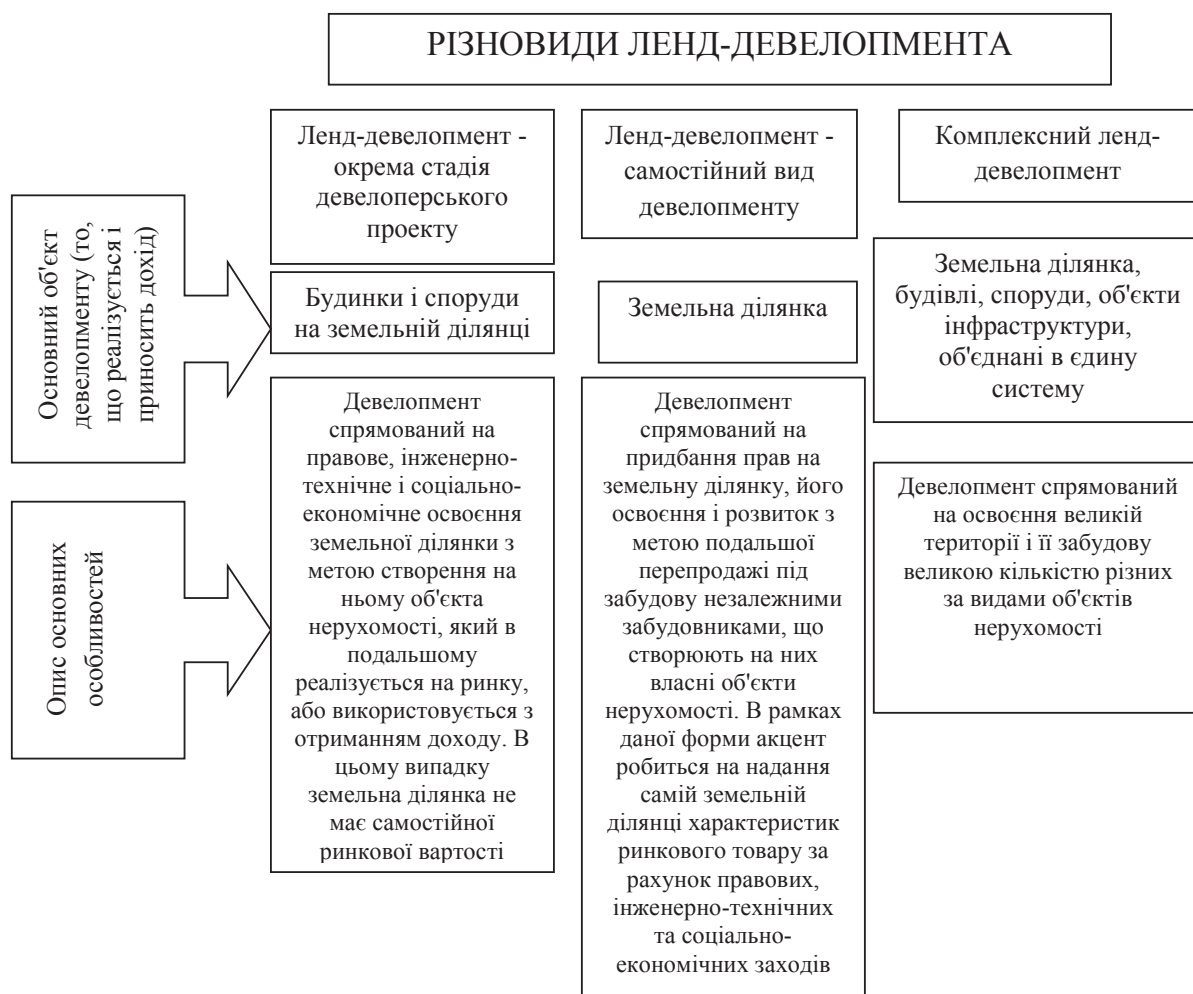 РІЗНОВИДИ ЛЕНД-ДЕВЕЛОПМЕНТА
Ленд-девелопмент -
окрема стадія
девелоперського
проекту
Ленд-девелопмент -
самостійний вид
девелопменту
Комплексний ленд-
девелопмент
Основний об'єкт
девелопменту (то,
що реалізується і
приносить дохід)
Будинки і споруди
на земельній ділянці
Земельна ділянка
Земельна ділянка,
будівлі, споруди, об'єкти
інфраструктури,
об'єднані в єдину
систему
Опис основних
особливостей
Девелопмент
спрямований на
правове, інженерно-
технічне і соціально-
економічне освоєння
земельної ділянки з
метою створення на
ньому об'єкта
нерухомості, який в
подальшому
реалізується на ринку,
або використовується з
отриманням доходу. В
цьому випадку
земельна ділянка не
має самостійної
ринкової вартості
Девелопмент
спрямований на
придбання прав на
земельну ділянку, його
освоєння і розвиток з
метою подальшої
перепродажі під
забудову незалежними
забудовниками, що
створюють на них
власні об'єкти
нерухомості. В рамках
даної форми акцент
робиться на надання
самій земельній
ділянці характеристик
ринкового товару за
рахунок правових,
інженерно-технічних
та соціально-
економічних заходів
Девелопмент спрямований
на освоєння великій
території і її забудову
великою кількістю різних
за видами об'єктів
нерухомості